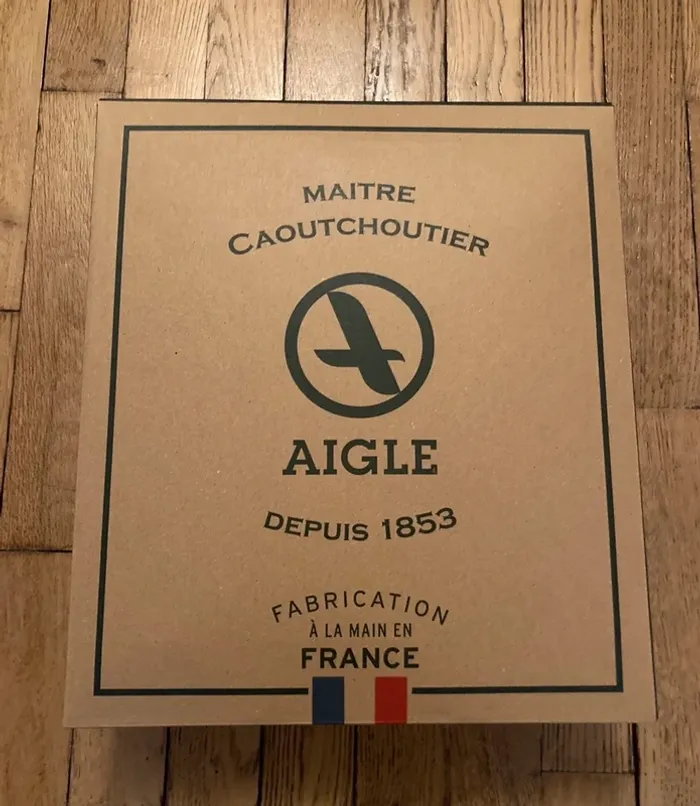 MAITRE
CAOUTCHOUTIER
AIGLE
DEPUIS 1853
FABRICATION
À LA MAIN EN
FRANCE